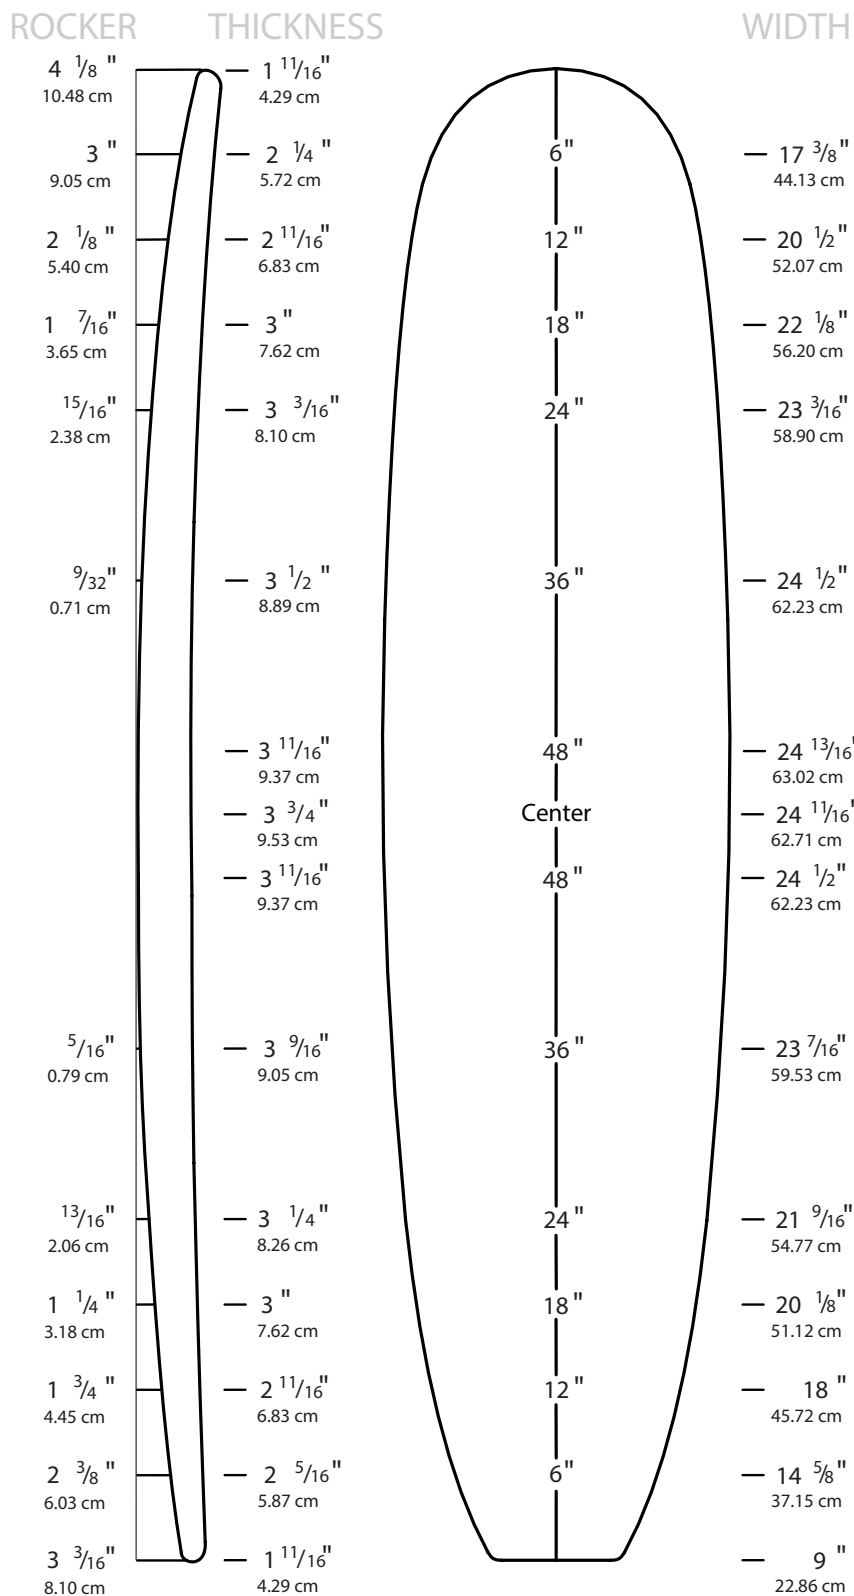 ROCKER THICKNESS WIDTH
4 1/8 " 1 11/16"
10.48 cm 4.29 cm
3 " 2 1/4 " 6" 17 3/8"
9.05 cm 5.72 cm 44.13 cm
2 1/8 " 2 11/16" 12" 20 1/2"
5.40 cm 6.83 cm 52.07 cm
1 7/16" 3 " 18" 22 1/8"
3.65 cm 7.62 cm 56.20 cm
15/16" 3 3/16" 24" 23 3/16"
2.38 cm 8.10 cm 58.90 cm
9/32" 3 1/2 " 36" 24 1/2"
0.71 cm 8.89 cm 62.23 cm
3 11/16" 48" 24 13/16"
9.37 cm 63.02 cm
3 3/4 " Center 24 11/16"
9.53 cm 62.71 cm
3 11/16" 48" 24 1/2"
9.37 cm 62.23 cm
5/16" 3 9/16" 36" 23 7/16"
0.79 cm 9.05 cm 59.53 cm
13/16" 3 1/4 " 24" 21 9/16"
2.06 cm 8.26 cm 54.77 cm
1 1/4 " 3 " 18" 20 1/8"
3.18 cm 7.62 cm 51.12 cm
1 3/4 " 2 11/16" 12" 18 "
4.45 cm 6.83 cm 45.72 cm
2 3/8 " 2 5/16" 6" 14 5/8"
6.03 cm 5.87 cm 37.15 cm
3 3/16" 1 11/16" 9 "
8.10 cm 4.29 cm 22.86 cm